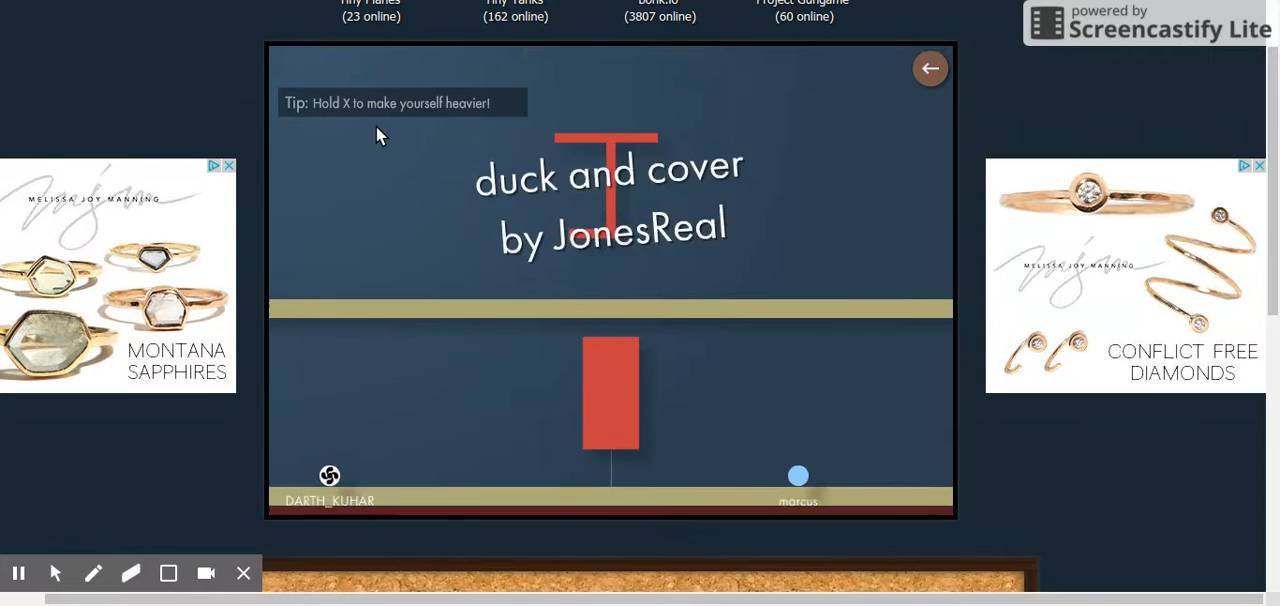 Tiny Planes
Tiny Tanks
Bonk.io
Project Gungame
(23 online)
(162 online)
(3807 online)
(60 online)
powered by
Screencastify Lite
Tip: Hold X to make yourself heavier!
duck and cover
by JonesReal
mjm
MELISSA JOY MANNING
MONTANA
SAPPHIRES
mjm
MELISSA JOY MANNING
CONFLICT FREE
DIAMONDS
DARTH_KUHAR
marcus